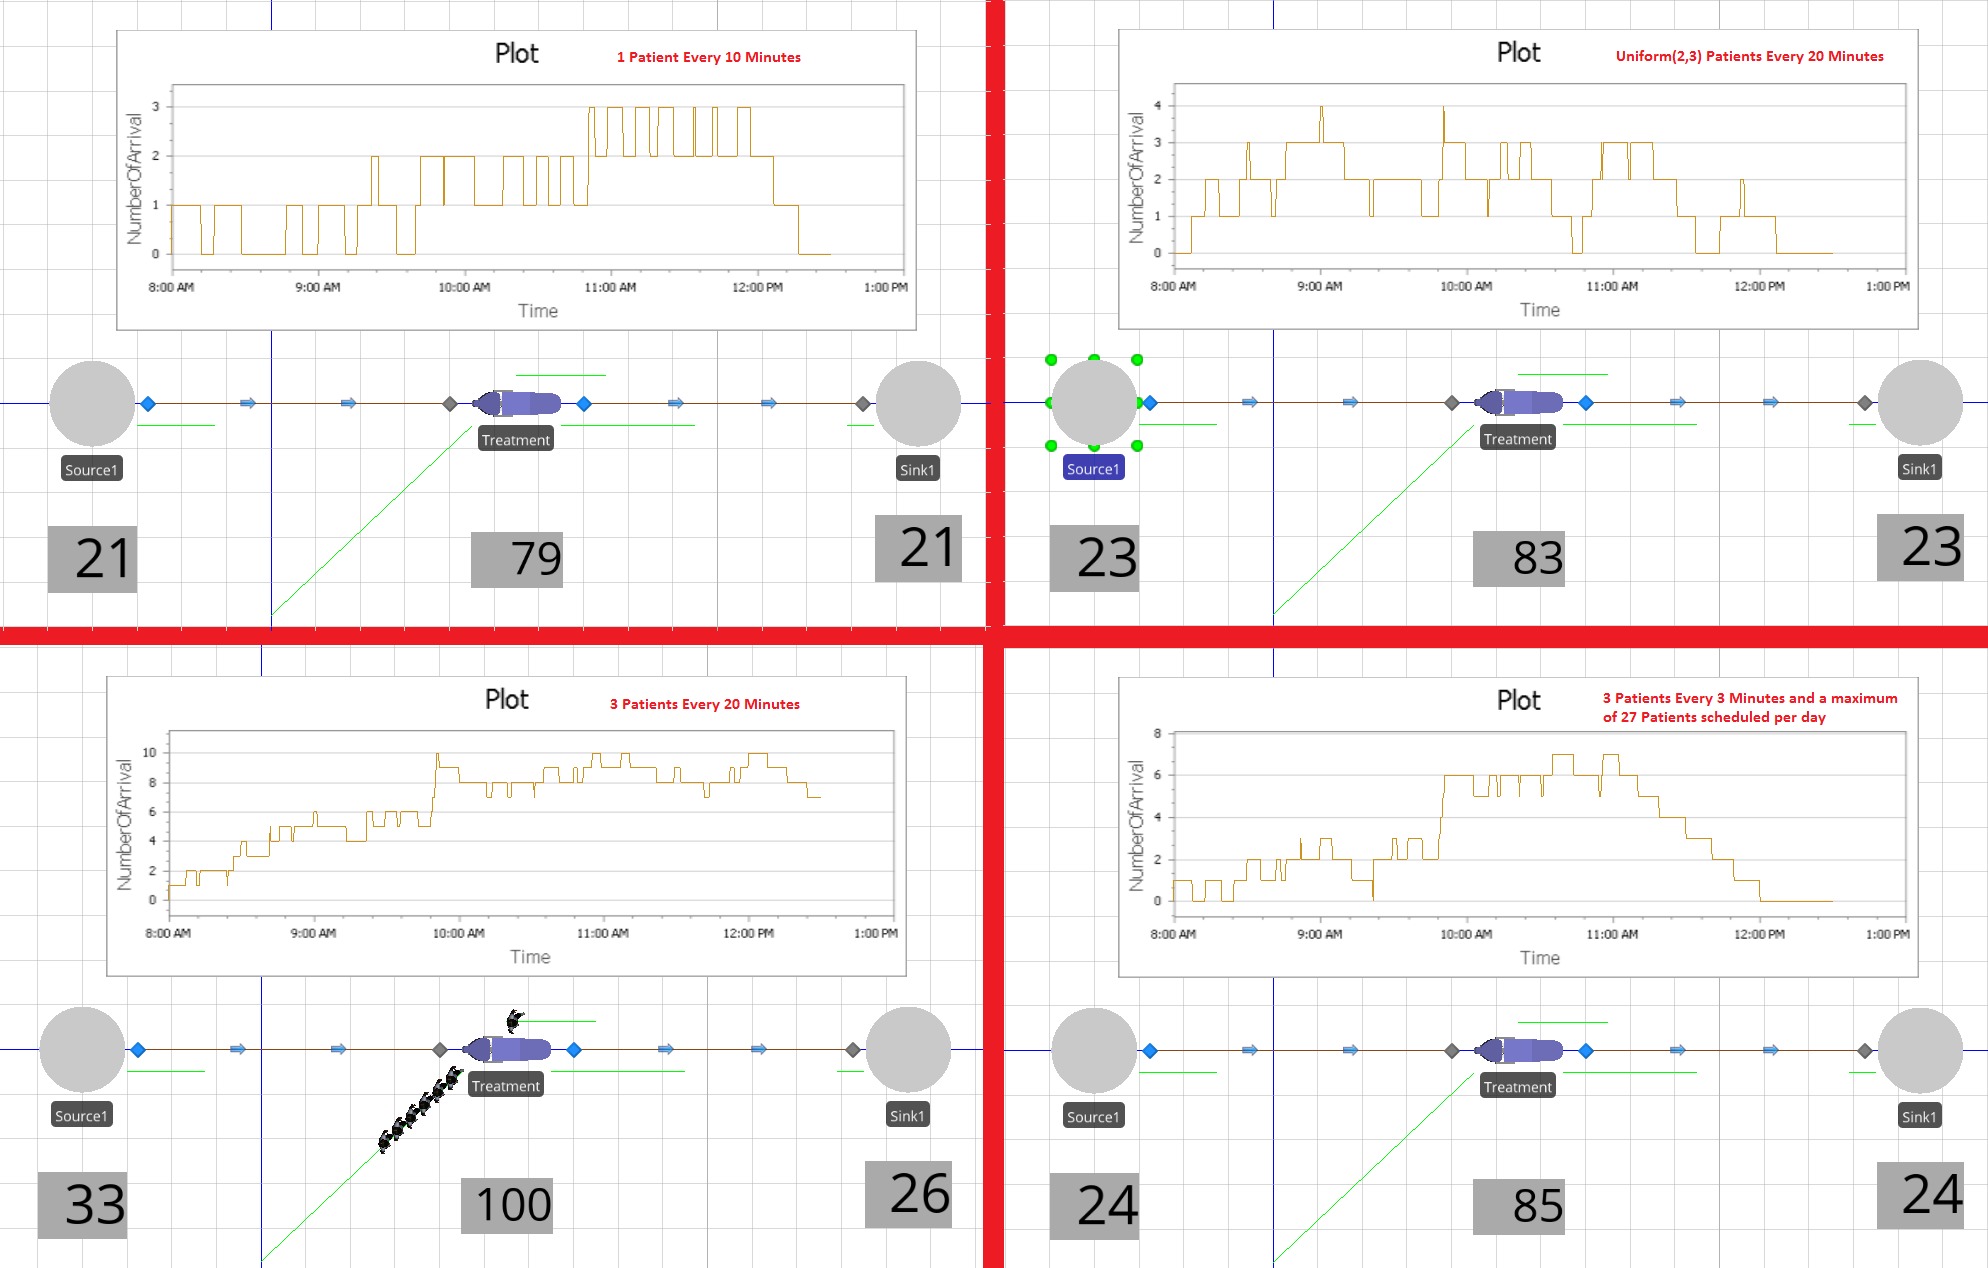 Plot
1 Patient Every 10 Minutes
NumberOfArrival
3
2
1
0
8:00 AM 9:00 AM 10:00 AM 11:00 AM 12:00 PM 1:00 PM
Time
Treatment
Source1
Sink1
21
79
21
Plot
Uniform(2,3) Patients Every 20 Minutes
NumberOfArrival
4
3
2
1
0
8:00 AM 9:00 AM 10:00 AM 11:00 AM 12:00 PM 1:00 PM
Time
Treatment
Source1
Sink1
23
83
23
Plot
3 Patients Every 20 Minutes
NumberOfArrival
10
8
6
4
2
0
8:00 AM 9:00 AM 10:00 AM 11:00 AM 12:00 PM 1:00 PM
Time
Treatment
Source1
Sink1
33
100
26
Plot
3 Patients Every 3 Minutes and a maximum
of 27 Patients scheduled per day
NumberOfArrival
8
6
4
2
0
8:00 AM 9:00 AM 10:00 AM 11:00 AM 12:00 PM 1:00 PM
Time
Treatment
Source1
Sink1
24
85
24